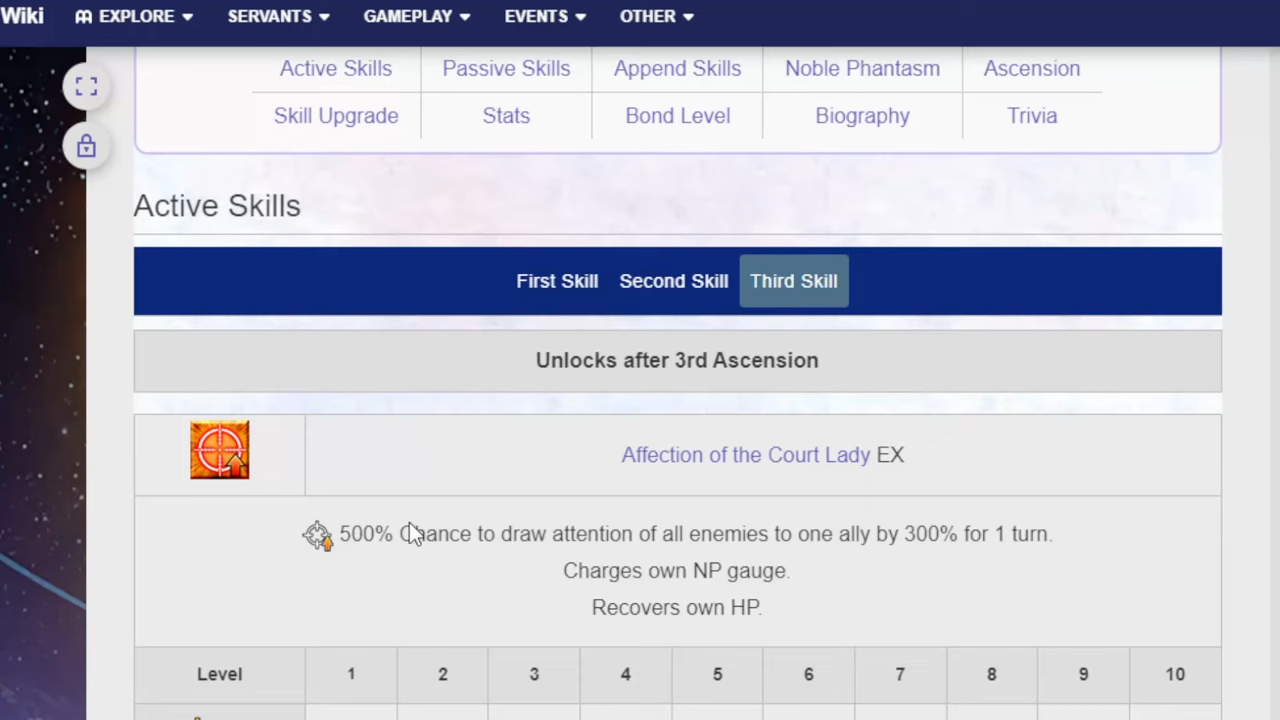 Wiki EXPLORE SERVANTS GAMEPLAY EVENTS OTHER
Active Skills Passive Skills Append Skills Noble Phantasm Ascension
Skill Upgrade Stats Bond Level Biography Trivia
Active Skills
First Skill Second Skill Third Skill
Unlocks after 3rd Ascension
Affection of the Court Lady EX
500% Chance to draw attention of all enemies to one ally by 300% for 1 turn.
Charges own NP gauge.
Recovers own HP.
Level 1 2 3 4 5 6 7 8 9 10